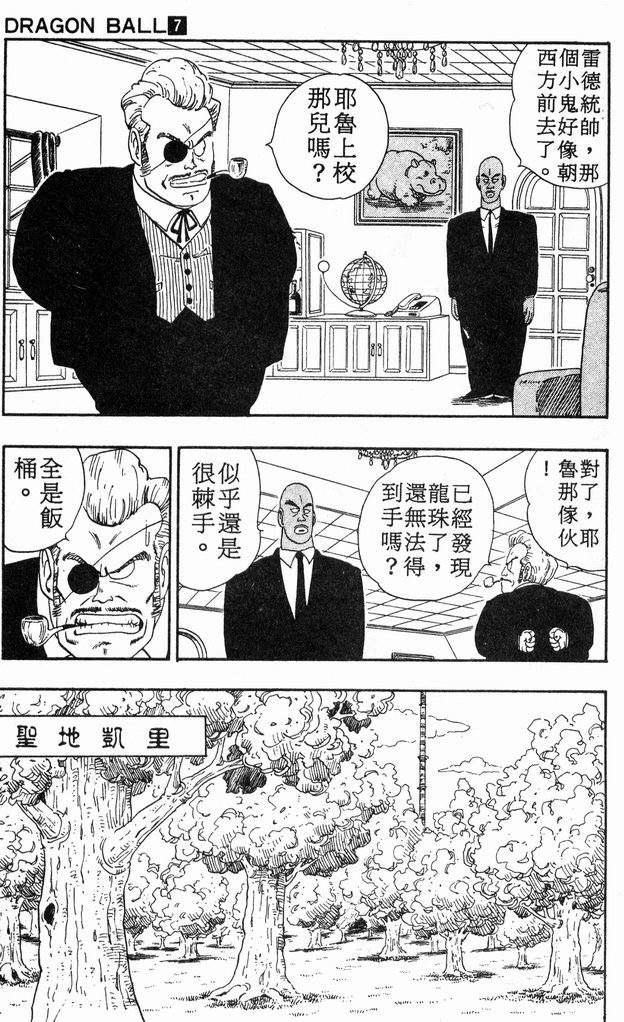 DRAGON BALL 7
雷德統帥，那
個小鬼好像朝
西方前去了。
耶魯上校
那兒嗎？
對了，耶
魯那傢伙
！
已經發現
龍珠了，
還無法得
到手嗎？
似乎還是
很棘手。
全是飯
桶。
聖地凱里